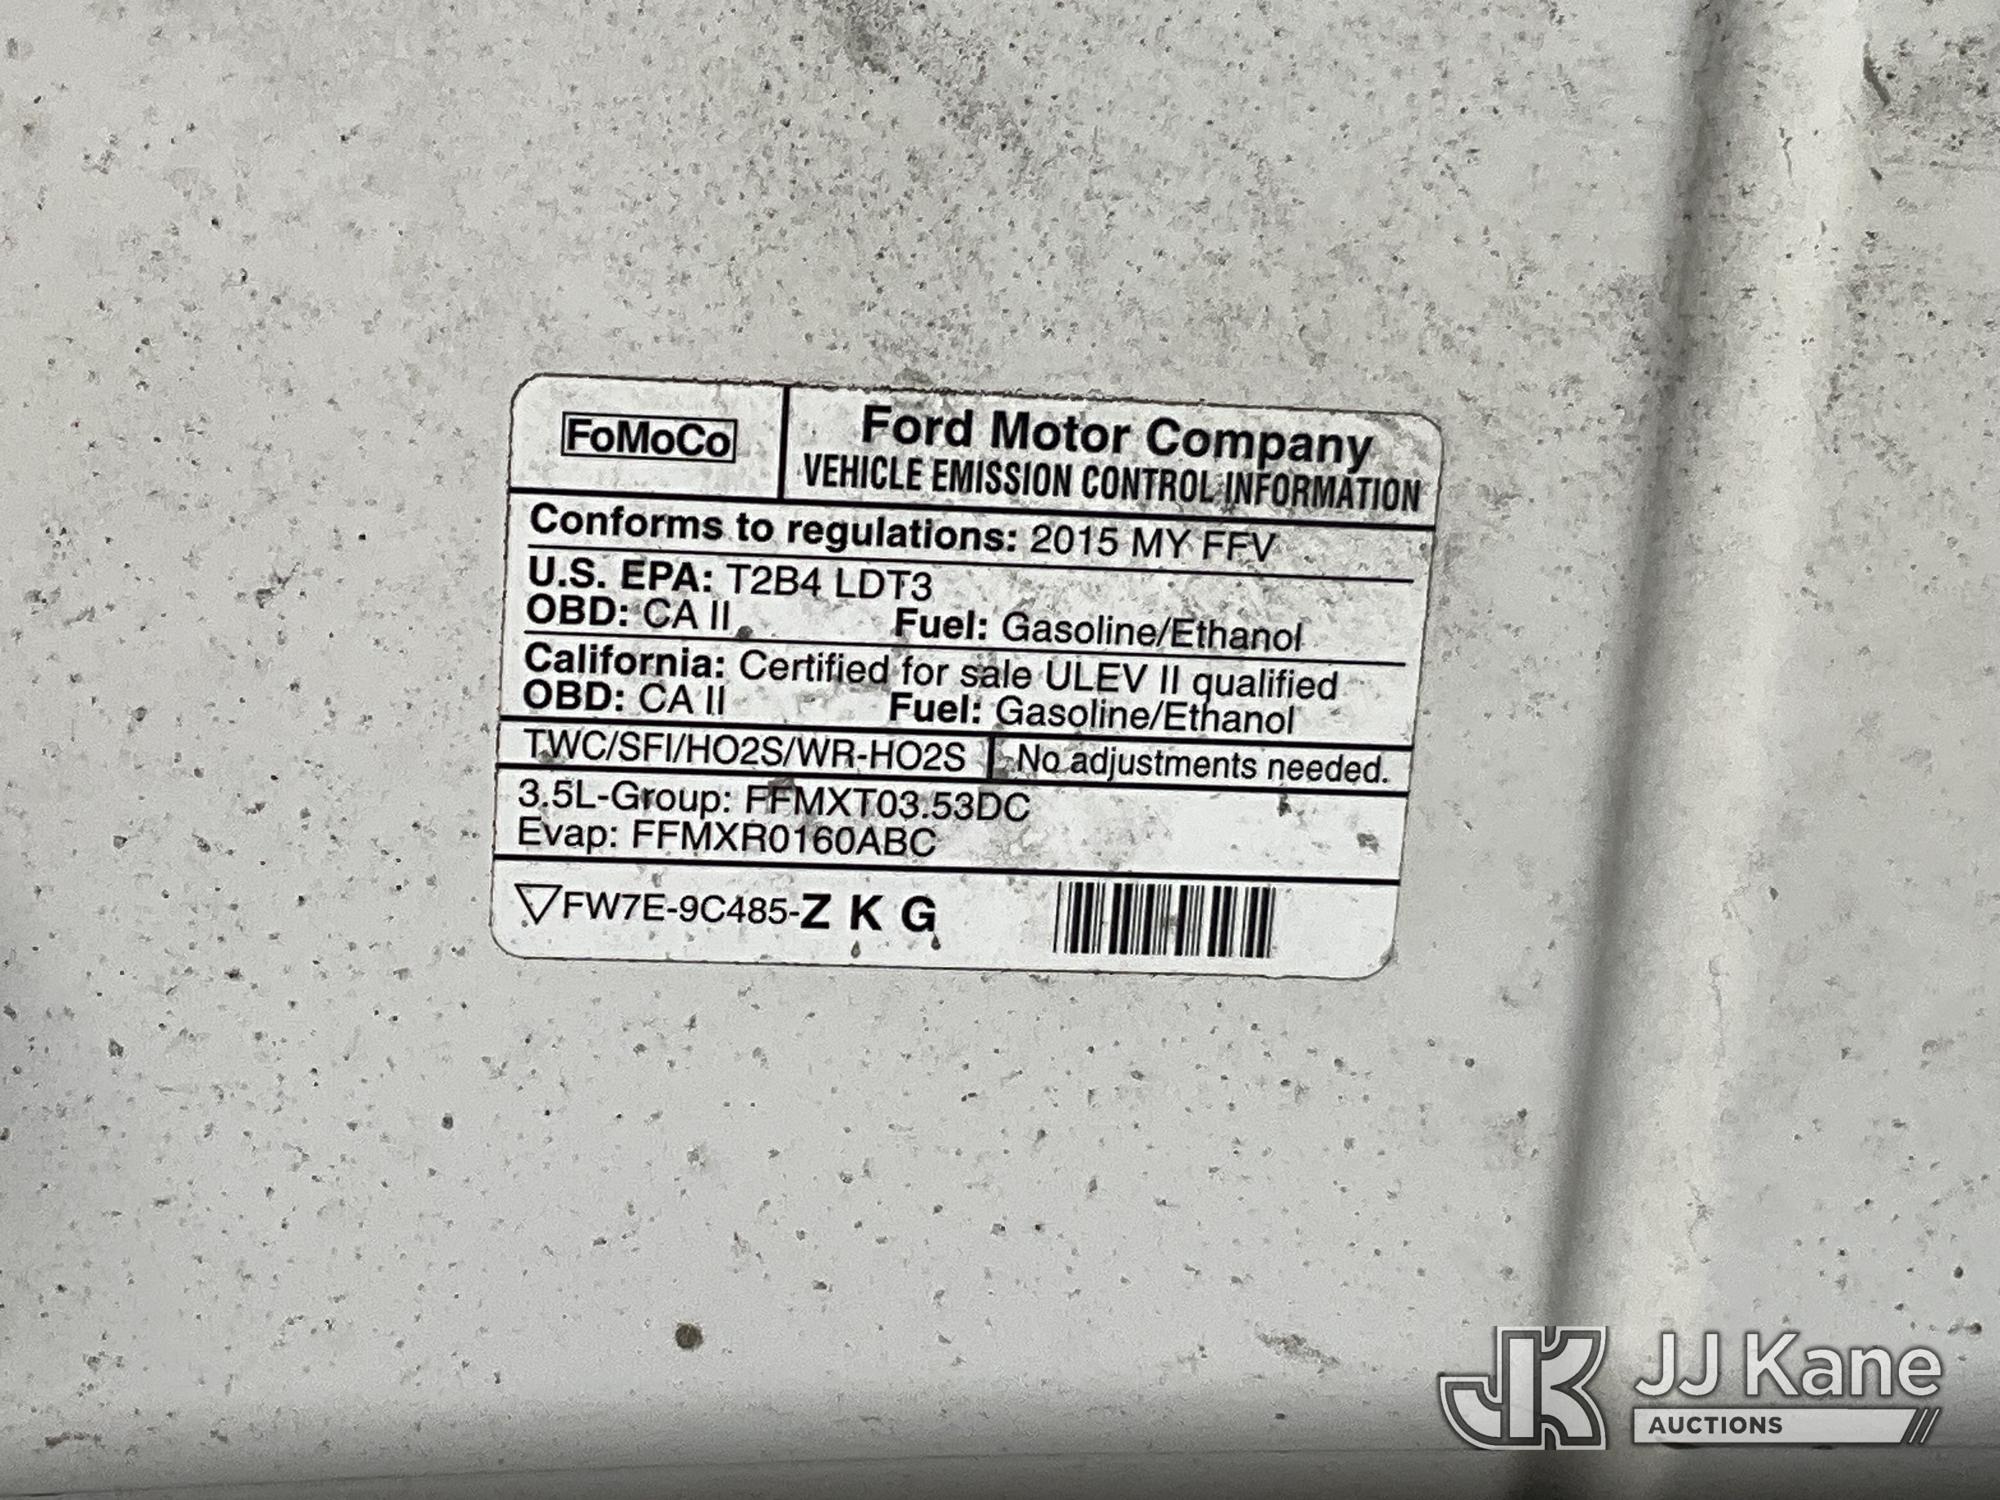 FoMoCo
Ford Motor Company
VEHICLE EMISSION CONTROL INFORMATION
Conforms to regulations: 2015 MY FFV
U.S. EPA: T2B4 LDT3
OBD: CA II Fuel: Gasoline/Ethanol
California: Certified for sale ULEV II qualified
OBD: CA II Fuel: Gasoline/Ethanol
TWC/SFI/HO2S/WR-HO2S No adjustments needed.
3.5L-Group: FFMXT03.53DC
Evap: FFMXR0160ABC
FW7E-9C485-Z K G
JK JJ Kane
AUCTIONS